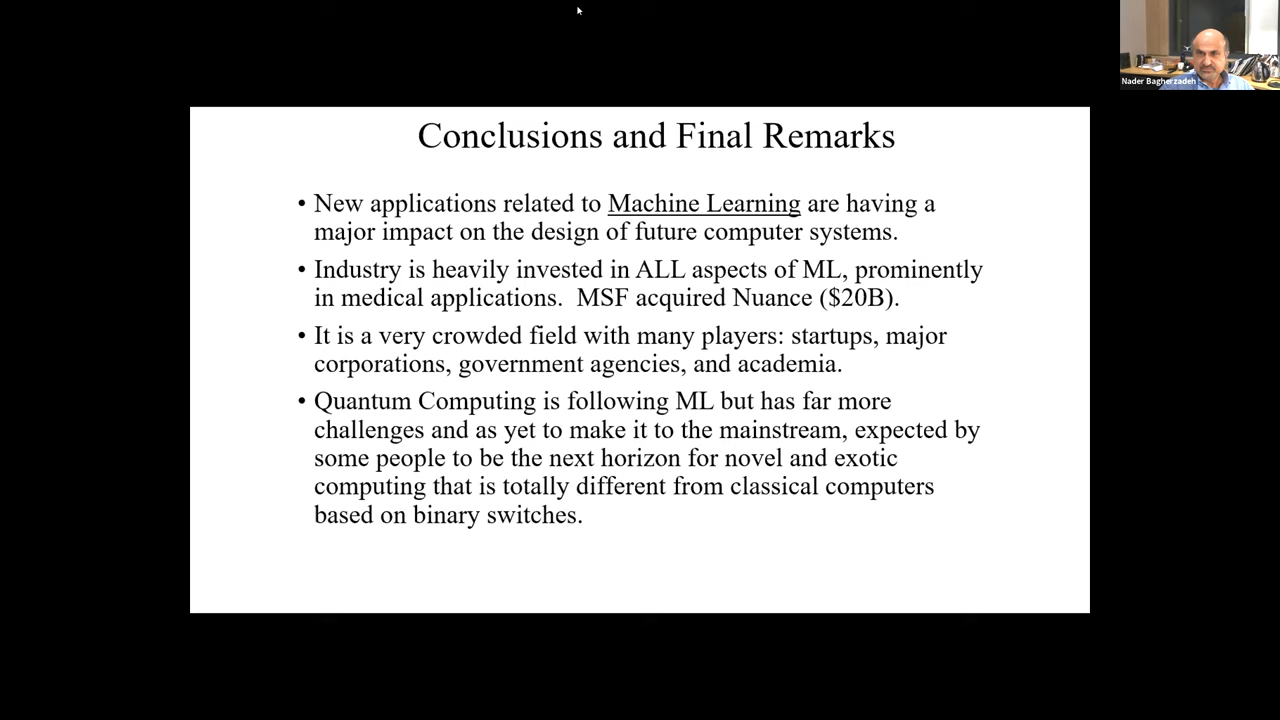 Nader Bagherzadeh
Conclusions and Final Remarks
• New applications related to Machine Learning are having a
major impact on the design of future computer systems.
• Industry is heavily invested in ALL aspects of ML, prominently
in medical applications.  MSF acquired Nuance ($20B).
• It is a very crowded field with many players: startups, major
corporations, government agencies, and academia.
• Quantum Computing is following ML but has far more
challenges and as yet to make it to the mainstream, expected by
some people to be the next horizon for novel and exotic
computing that is totally different from classical computers
based on binary switches.